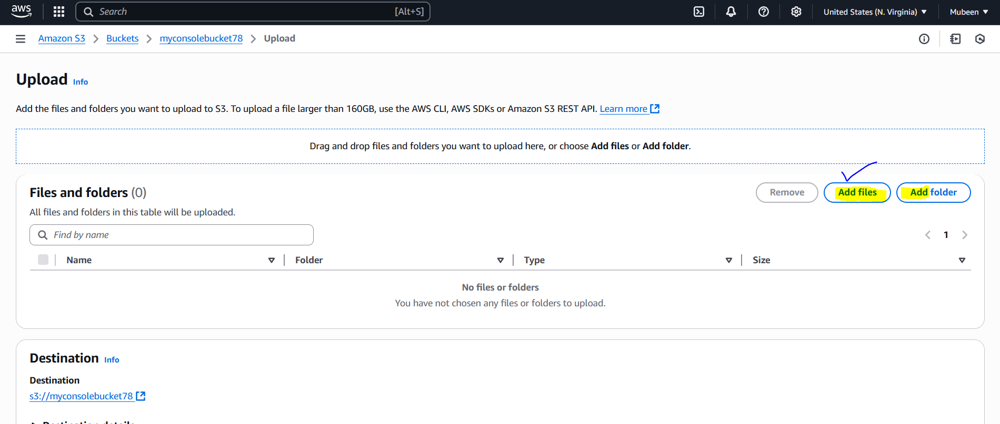 aws Search [Alt+S] United States (N. Virginia) Mubeen
Amazon S3 > Buckets > myconsolebucket78 > Upload
Upload Info
Add the files and folders you want to upload to S3. To upload a file larger than 160GB, use the AWS CLI, AWS SDKs or Amazon S3 REST API. Learn more
Drag and drop files and folders you want to upload here, or choose Add files or Add folder.
Files and folders (0) Remove Add files Add folder
All files and folders in this table will be uploaded.
Find by name 1
Name Folder Type Size
No files or folders
You have not chosen any files or folders to upload.
Destination Info
Destination
s3://myconsolebucket78
Destination details